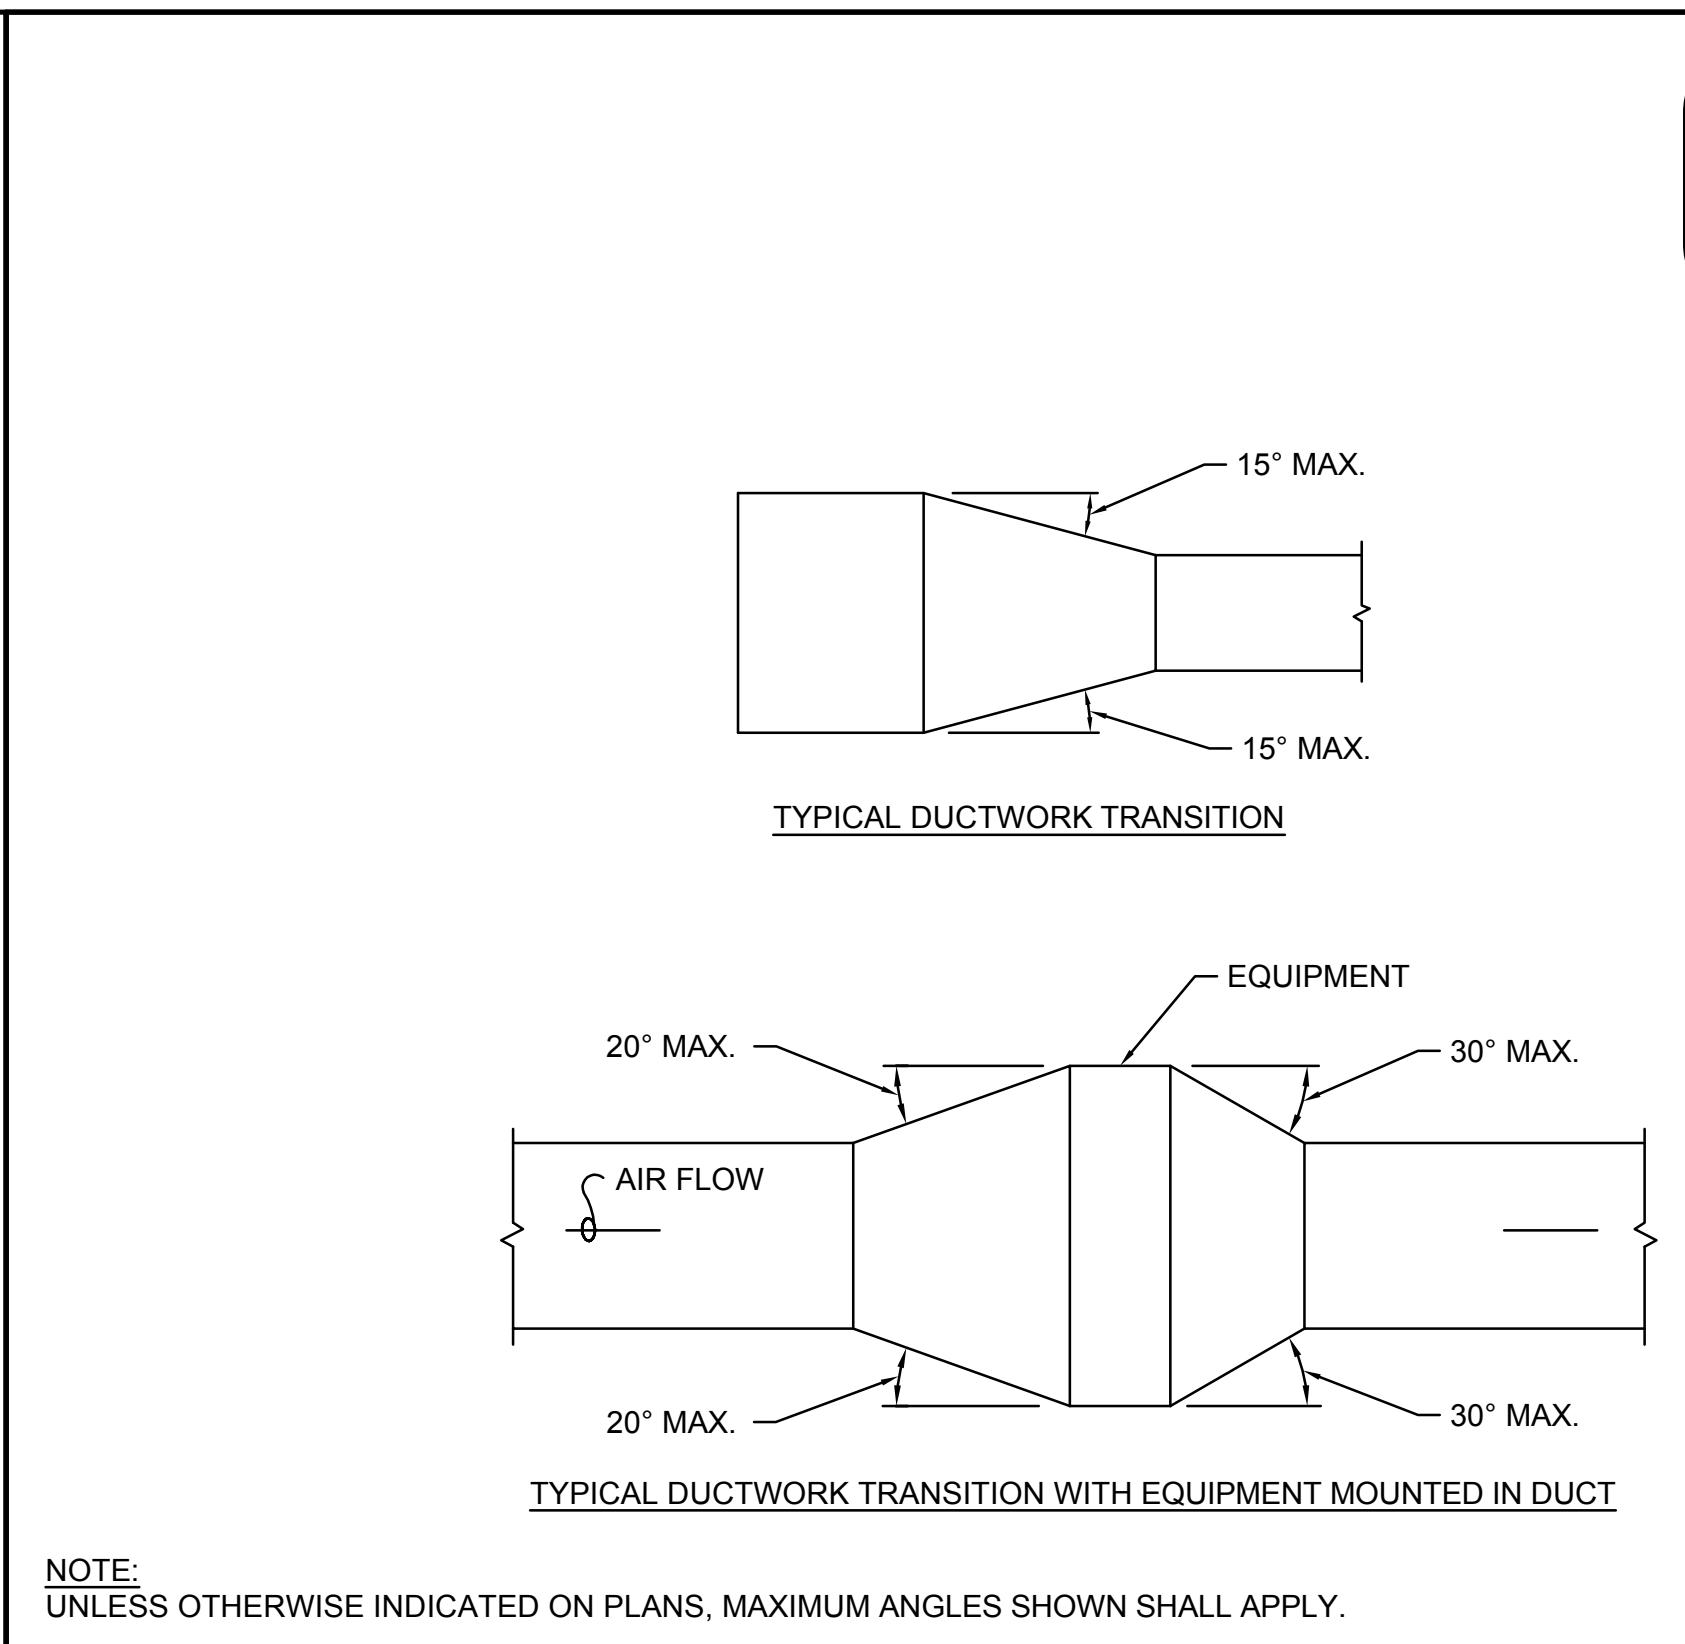 15° MAX.
15° MAX.
TYPICAL DUCTWORK TRANSITION
EQUIPMENT
20° MAX.
30° MAX.
AIR FLOW
20° MAX.
30° MAX.
TYPICAL DUCTWORK TRANSITION WITH EQUIPMENT MOUNTED IN DUCT
NOTE:
UNLESS OTHERWISE INDICATED ON PLANS, MAXIMUM ANGLES SHOWN SHALL APPLY.